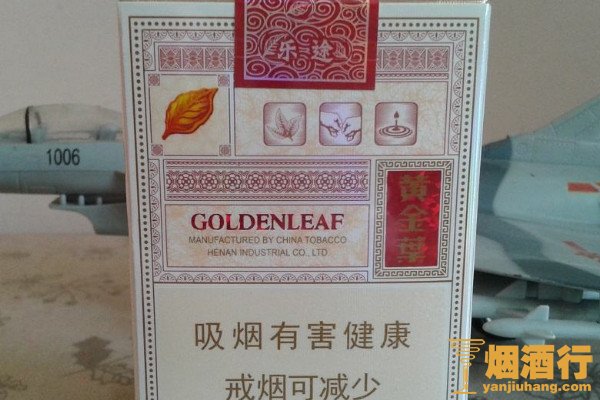 乐途
1006
GOLDENLEAF
MANUFACTURED BY CHINA TOBACCO
HENAN INDUSTRIAL CO., LTD
黄金叶
吸烟有害健康
戒烟可减少
烟酒行
yanjiuhang.com